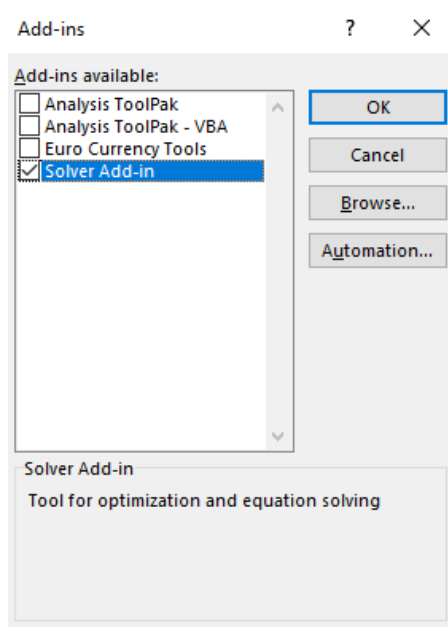 Add-ins ? ×
Add-ins available:
Analysis ToolPak
Analysis ToolPak - VBA
Euro Currency Tools
Solver Add-in
OK
Cancel
Browse...
Automation...
Solver Add-in
Tool for optimization and equation solving